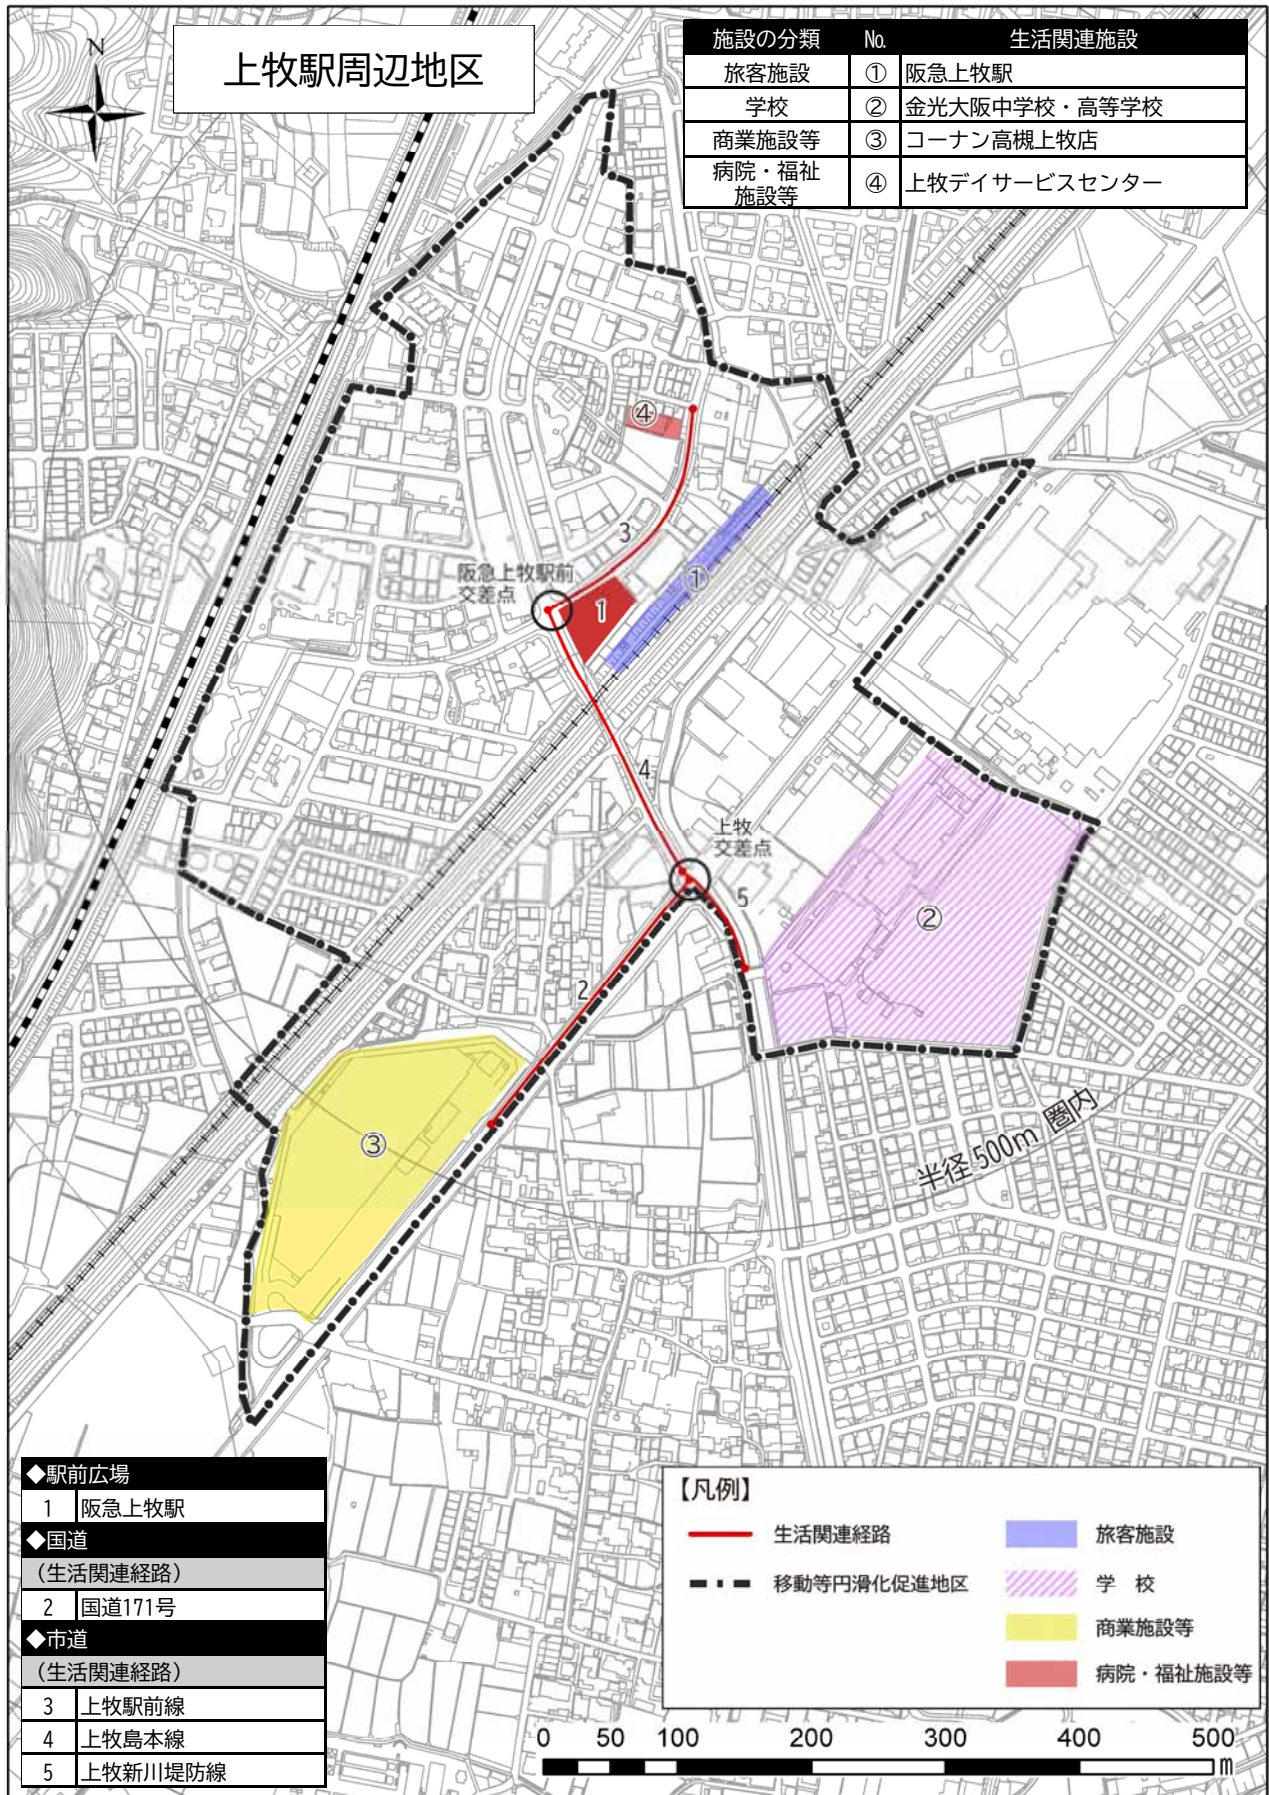 N
上牧駅周辺地区
施設の分類 No. 生活関連施設
旅客施設 ① 阪急上牧駅
学校 ② 金光大阪中学校・高等学校
商業施設等 ③ コーナン高槻上牧店
病院・福祉
施設等 ④ 上牧デイサービスセンター
④
3
阪急上牧駅前
交差点
①
1
4
上牧
交差点
5
②
2
③
半径500m 圏内
◆駅前広場
1 阪急上牧駅
◆国道
（生活関連経路）
2 国道171号
◆市道
（生活関連経路）
3 上牧駅前線
4 上牧島本線
5 上牧新川堤防線
【凡例】
生活関連経路
移動等円滑化促進地区
旅客施設
学 校
商業施設等
病院・福祉施設等
0 50 100 200 300 400 500
m